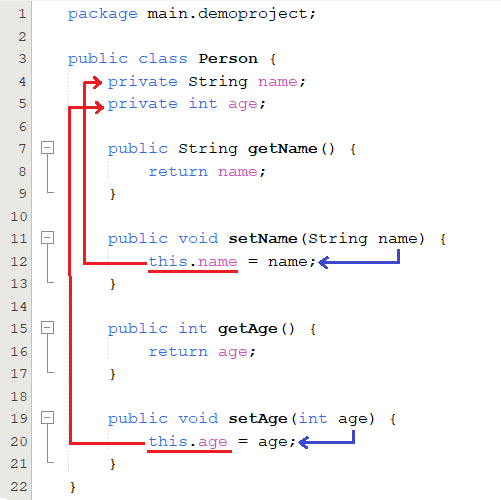 1 package main.demoproject;
2
3 public class Person {
4 private String name;
5 private int age;
6
7 public String getName() {
8 return name;
9 }
10
11 public void setName(String name) {
12 this.name = name;
13 }
14
15 public int getAge() {
16 return age;
17 }
18
19 public void setAge(int age) {
20 this.age = age;
21 }
22 }